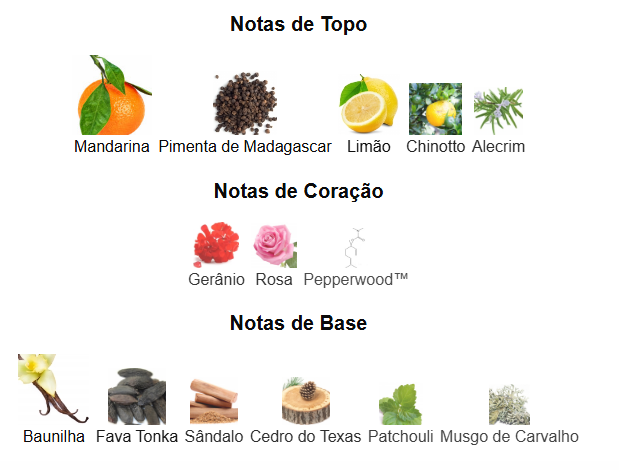 Notas de Topo
Mandarina Pimenta de Madagascar Limão Chinotto Alecrim
Notas de Coração
Gerânio Rosa Pepperwood™
Notas de Base
Baunilha Fava Tonka Sândalo Cedro do Texas Patchouli Musgo de Carvalho